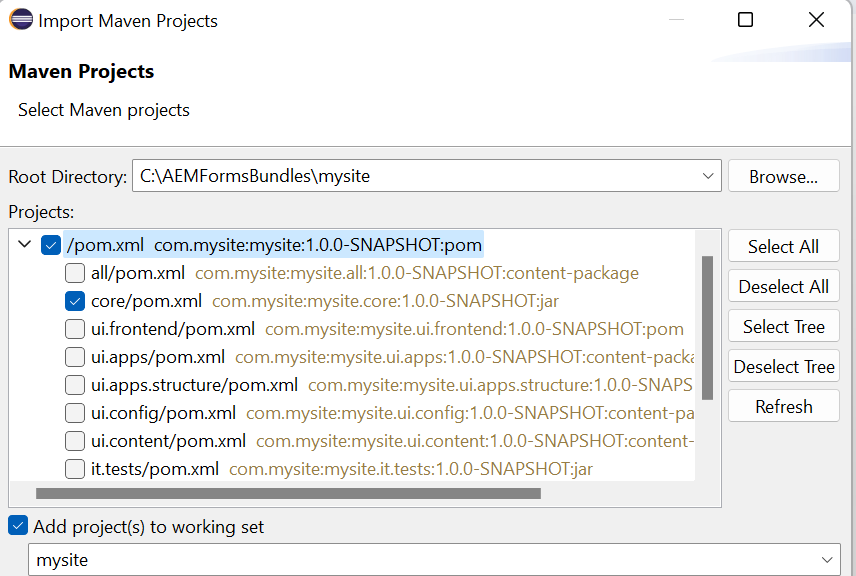 Import Maven Projects
Maven Projects
Select Maven projects
Root Directory: C:\AEMFormsBundles\mysite Browse...
Projects:
/pom.xml com.mysite:mysite:1.0.0-SNAPSHOT:pom Select All
all/pom.xml com.mysite:mysite.all:1.0.0-SNAPSHOT:content-package Deselect All
core/pom.xml com.mysite:mysite.core:1.0.0-SNAPSHOT:jar
ui.frontend/pom.xml com.mysite:mysite.ui.frontend:1.0.0-SNAPSHOT:pom Select Tree
ui.apps/pom.xml com.mysite:mysite.ui.apps:1.0.0-SNAPSHOT:content-packa Deselect Tree
ui.apps.structure/pom.xml com.mysite:mysite.ui.apps.structure:1.0.0-SNAPS
ui.config/pom.xml com.mysite:mysite.ui.config:1.0.0-SNAPSHOT:content-pa Refresh
ui.content/pom.xml com.mysite:mysite.ui.content:1.0.0-SNAPSHOT:content-
it.tests/pom.xml com.mysite:mysite.it.tests:1.0.0-SNAPSHOT:jar
Add project(s) to working set
mysite